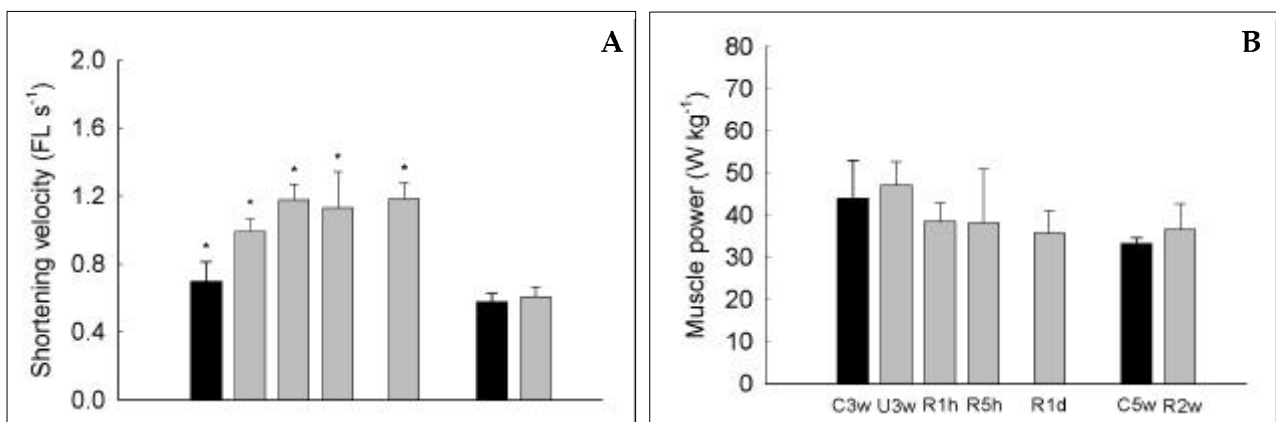 A
Shortening velocity (FL s⁻¹)
2.0
1.6
1.2
0.8
0.4
0.0
* * * * *
B
Muscle power (W kg⁻¹)
80
70
60
50
40
30
20
10
0
C3w U3w R1h R5h R1d C5w R2w